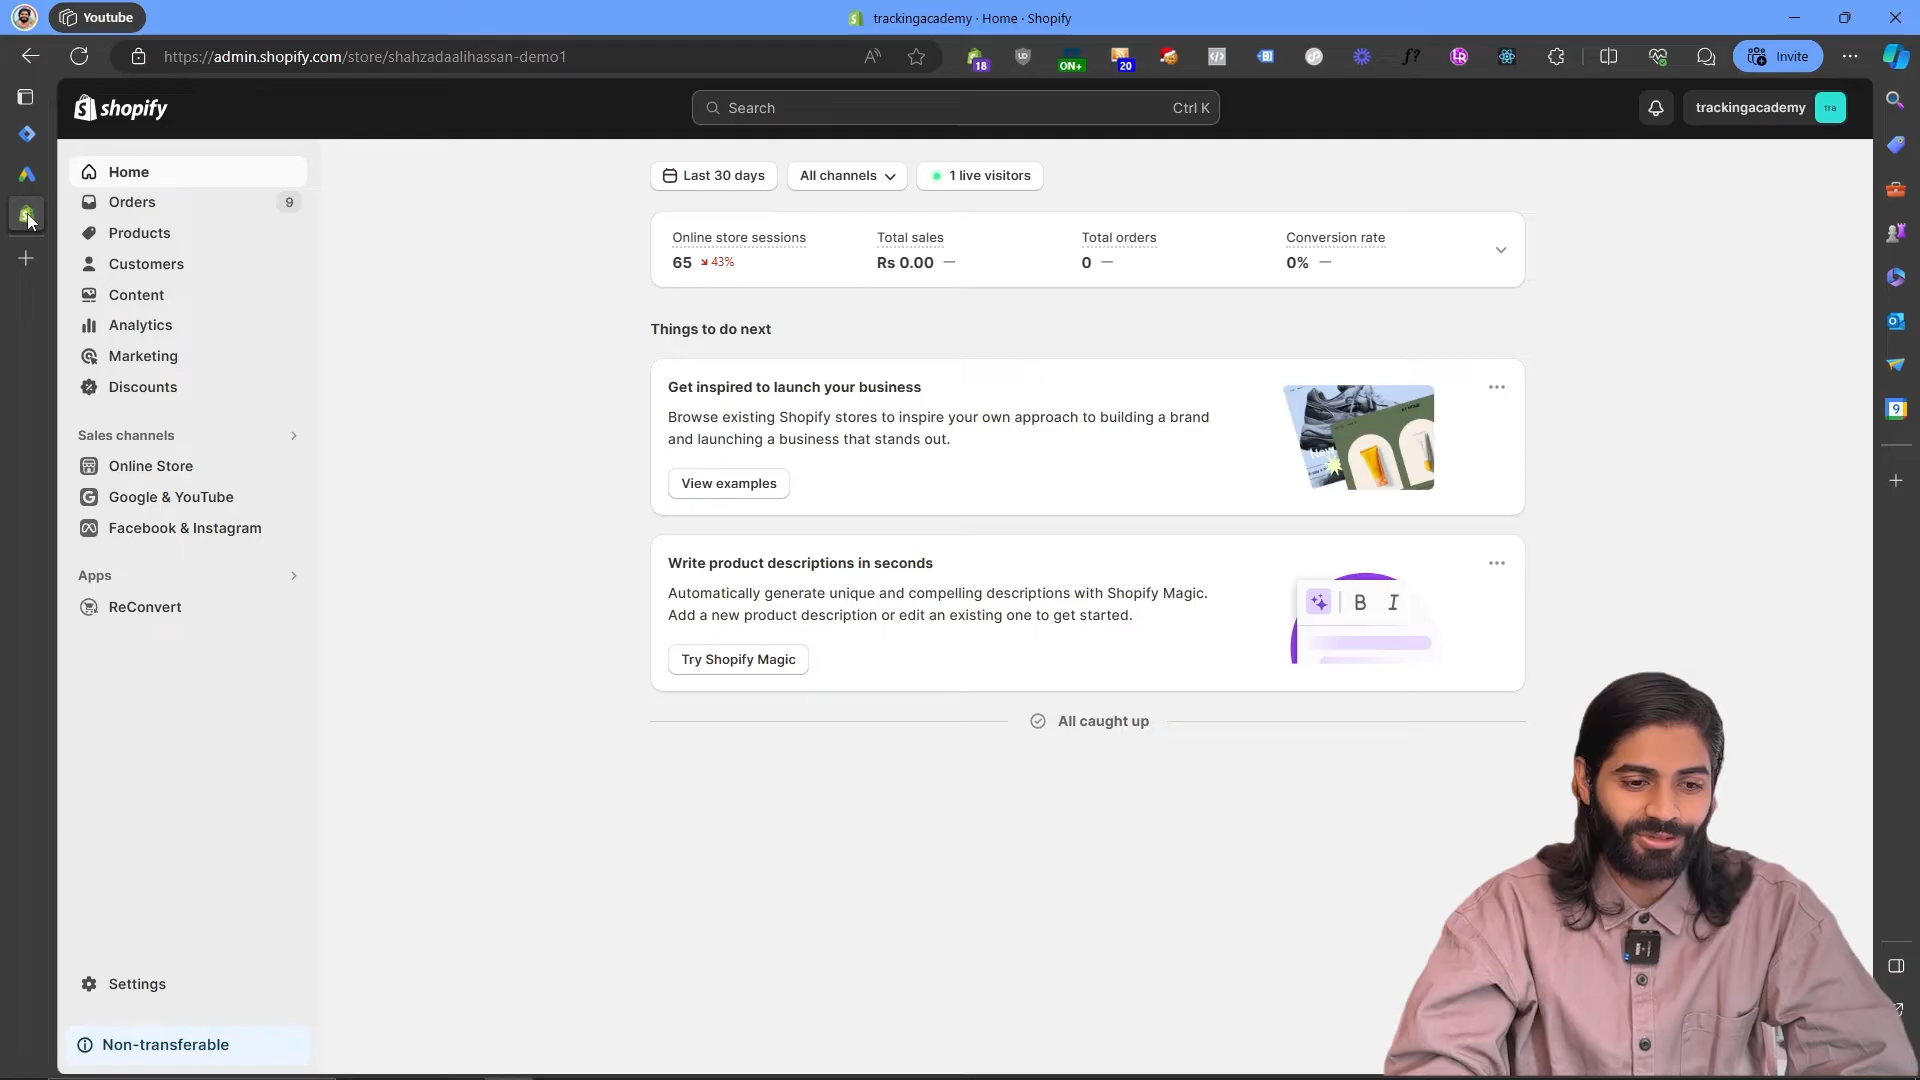 Youtube
trackingacademy · Home · Shopify
https://admin.shopify.com/store/shahzadaalihassan-demo1
18
ON+
20
Invite
shopify
Search
Ctrl K
trackingacademy
tra
Home
Orders
9
Products
Customers
Content
Analytics
Marketing
Discounts
Sales channels
Online Store
Google & YouTube
Facebook & Instagram
Apps
ReConvert
Settings
Non-transferable
Last 30 days
All channels
1 live visitors
Online store sessions
65 43%
Total sales
Rs 0.00 —
Total orders
0 —
Conversion rate
0% —
Things to do next
Get inspired to launch your business
Browse existing Shopify stores to inspire your own approach to building a brand
and launching a business that stands out.
View examples
New
Write product descriptions in seconds
Automatically generate unique and compelling descriptions with Shopify Magic.
Add a new product description or edit an existing one to get started.
Try Shopify Magic
B I
All caught up
9